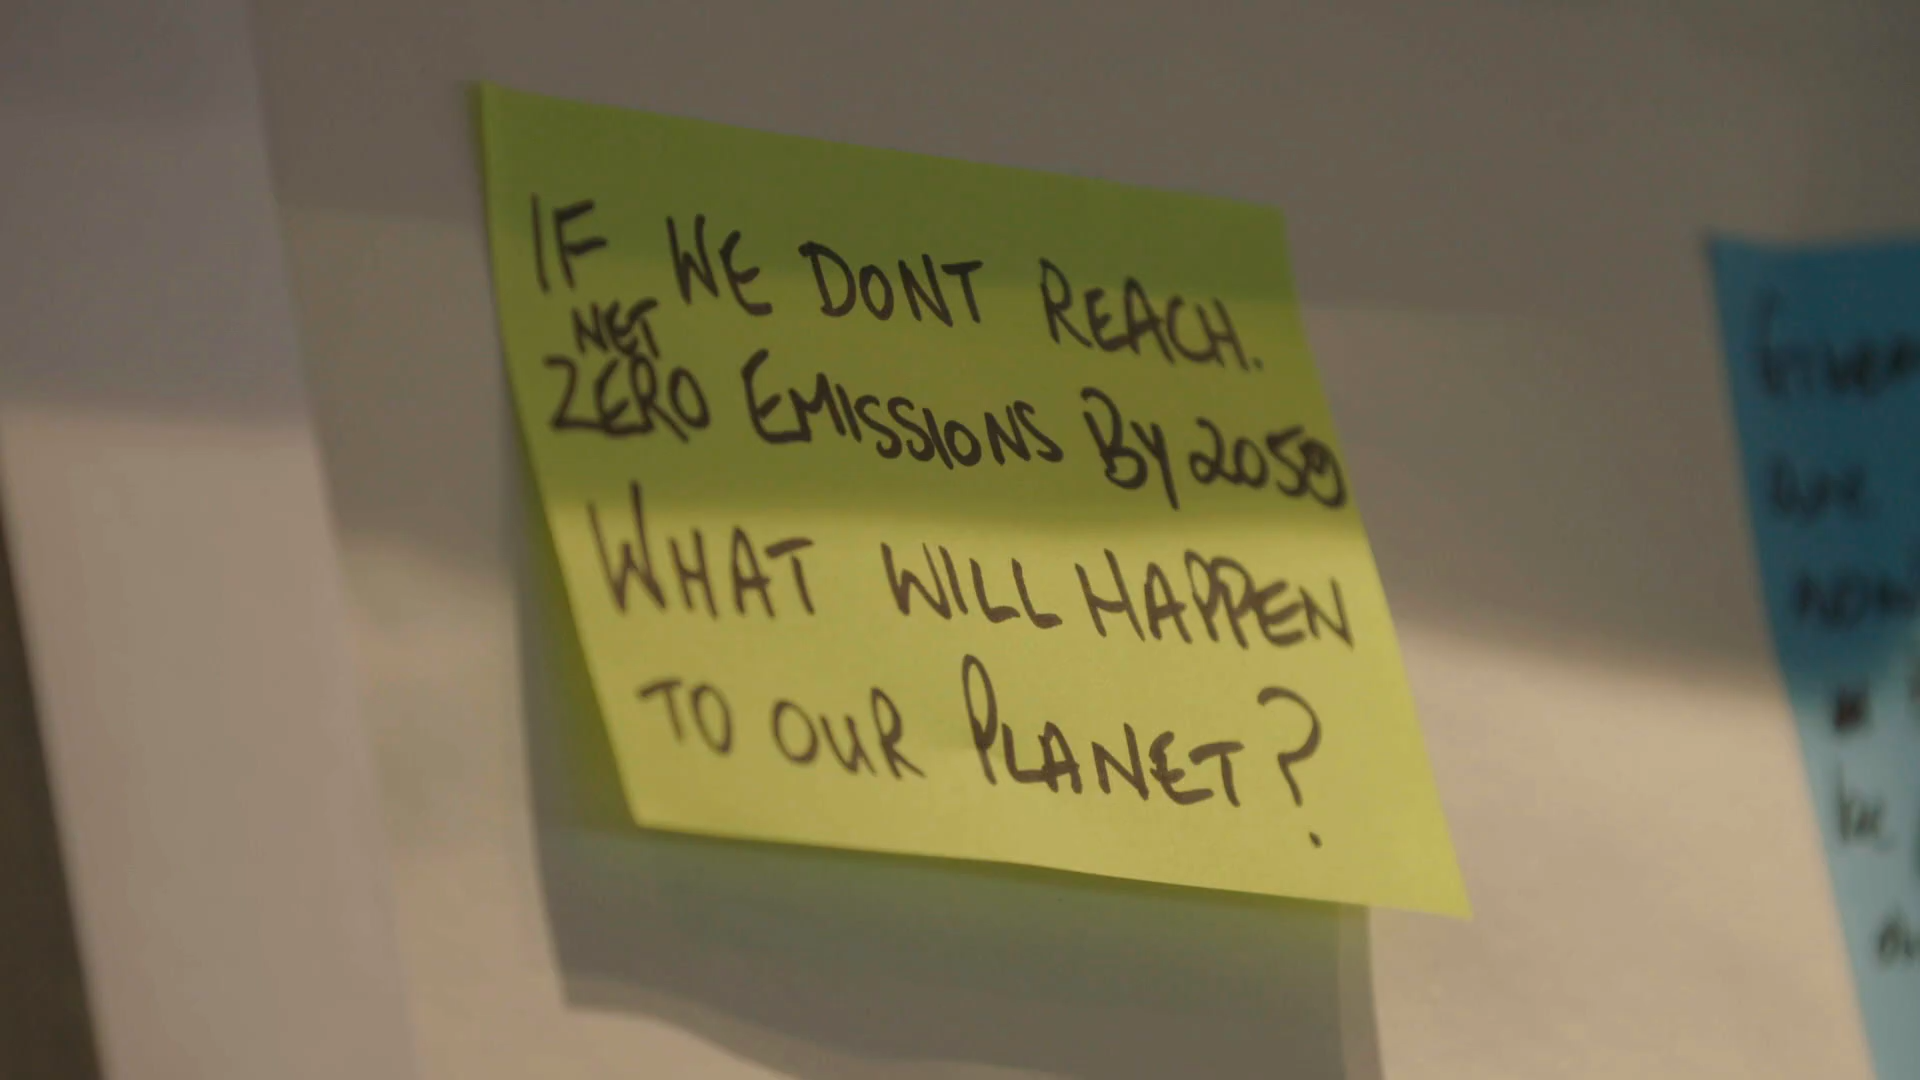 IF WE DONT REACH.
NET
ZERO EMISSIONS BY 2050
WHAT WILL HAPPEN
TO OUR PLANET?